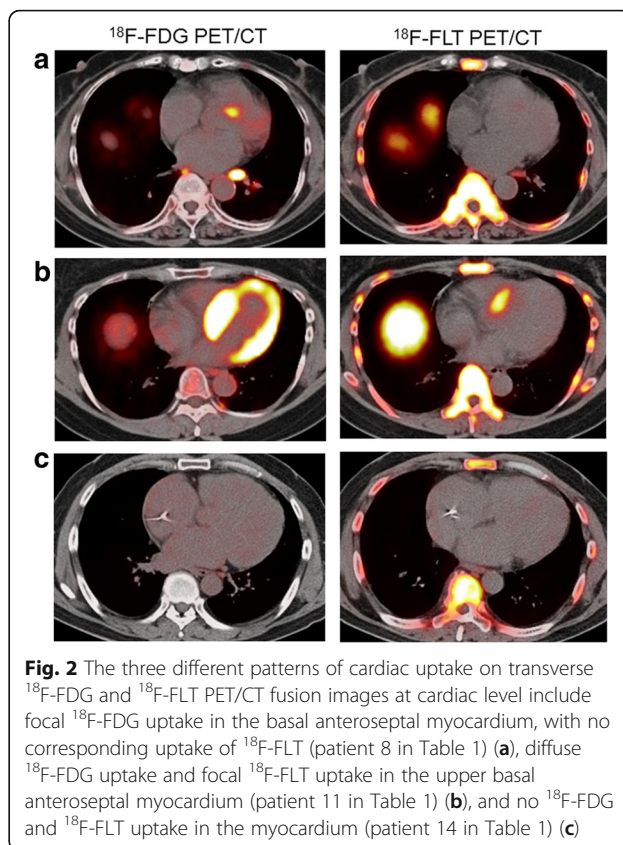 ¹⁸F-FDG PET/CT ¹⁸F-FLT PET/CT
a
b
c
Fig. 2 The three different patterns of cardiac uptake on transverse
¹⁸F-FDG and ¹⁸F-FLT PET/CT fusion images at cardiac level include
focal ¹⁸F-FDG uptake in the basal anteroseptal myocardium, with no
corresponding uptake of ¹⁸F-FLT (patient 8 in Table 1) (a), diffuse
¹⁸F-FDG uptake and focal ¹⁸F-FLT uptake in the upper basal
anteroseptal myocardium (patient 11 in Table 1) (b), and no ¹⁸F-FDG
and ¹⁸F-FLT uptake in the myocardium (patient 14 in Table 1) (c)